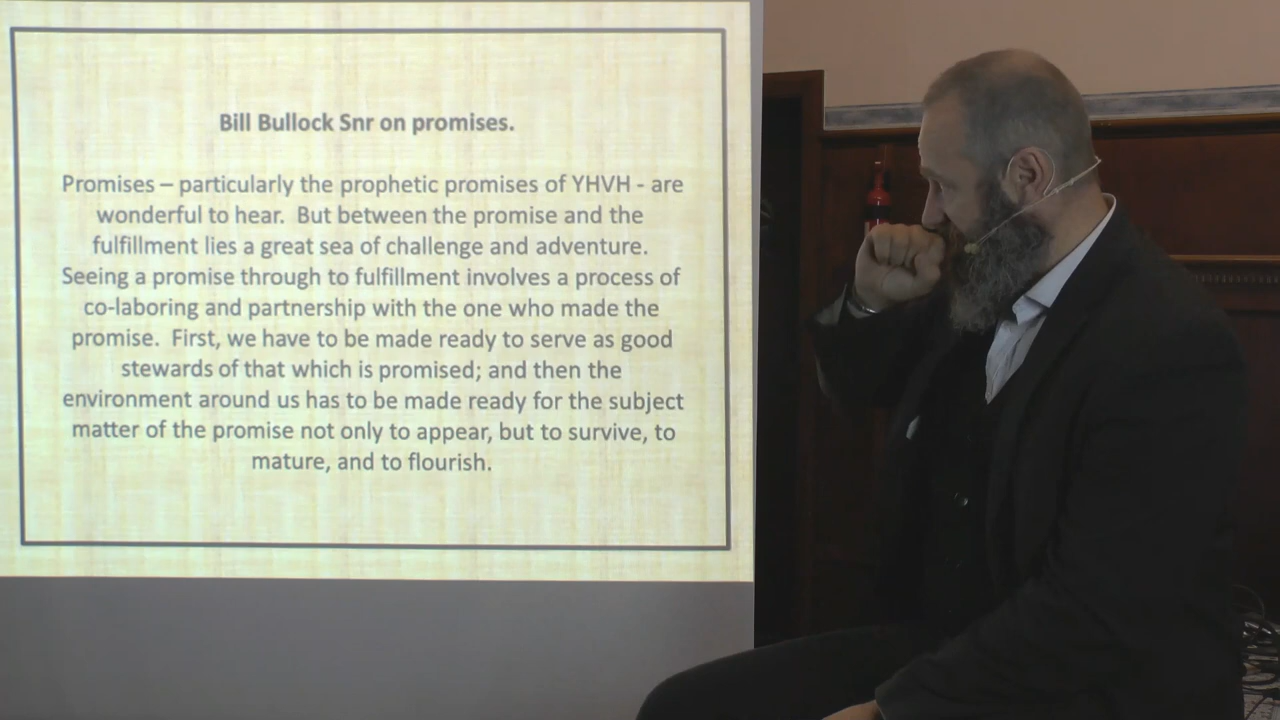 Bill Bullock Snr on promises.
Promises – particularly the prophetic promises of YHVH - are
wonderful to hear.  But between the promise and the
fulfillment lies a great sea of challenge and adventure.
Seeing a promise through to fulfillment involves a process of
co-laboring and partnership with the one who made the
promise.  First, we have to be made ready to serve as good
stewards of that which is promised; and then the
environment around us has to be made ready for the subject
matter of the promise not only to appear, but to survive, to
mature, and to flourish.